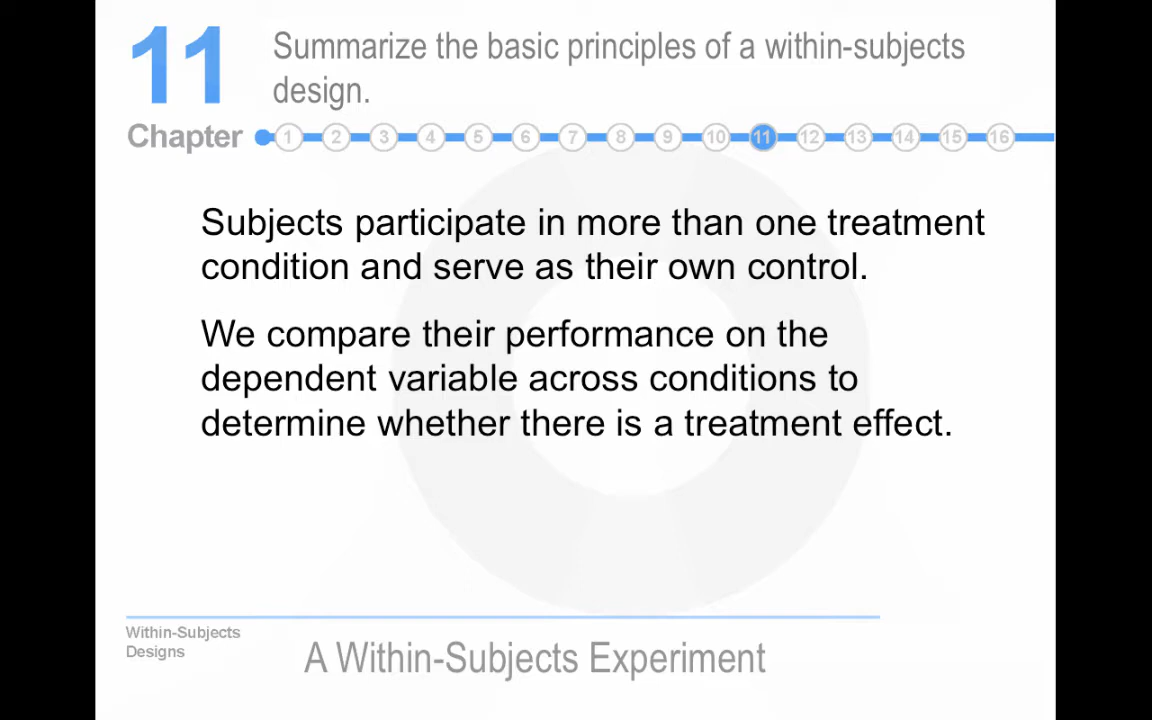 11
Summarize the basic principles of a within-subjects
design.
Chapter
1 2 3 4 5 6 7 8 9 10 11 12 13 14 15 16
Subjects participate in more than one treatment
condition and serve as their own control.
We compare their performance on the
dependent variable across conditions to
determine whether there is a treatment effect.
Within-Subjects
Designs
A Within-Subjects Experiment